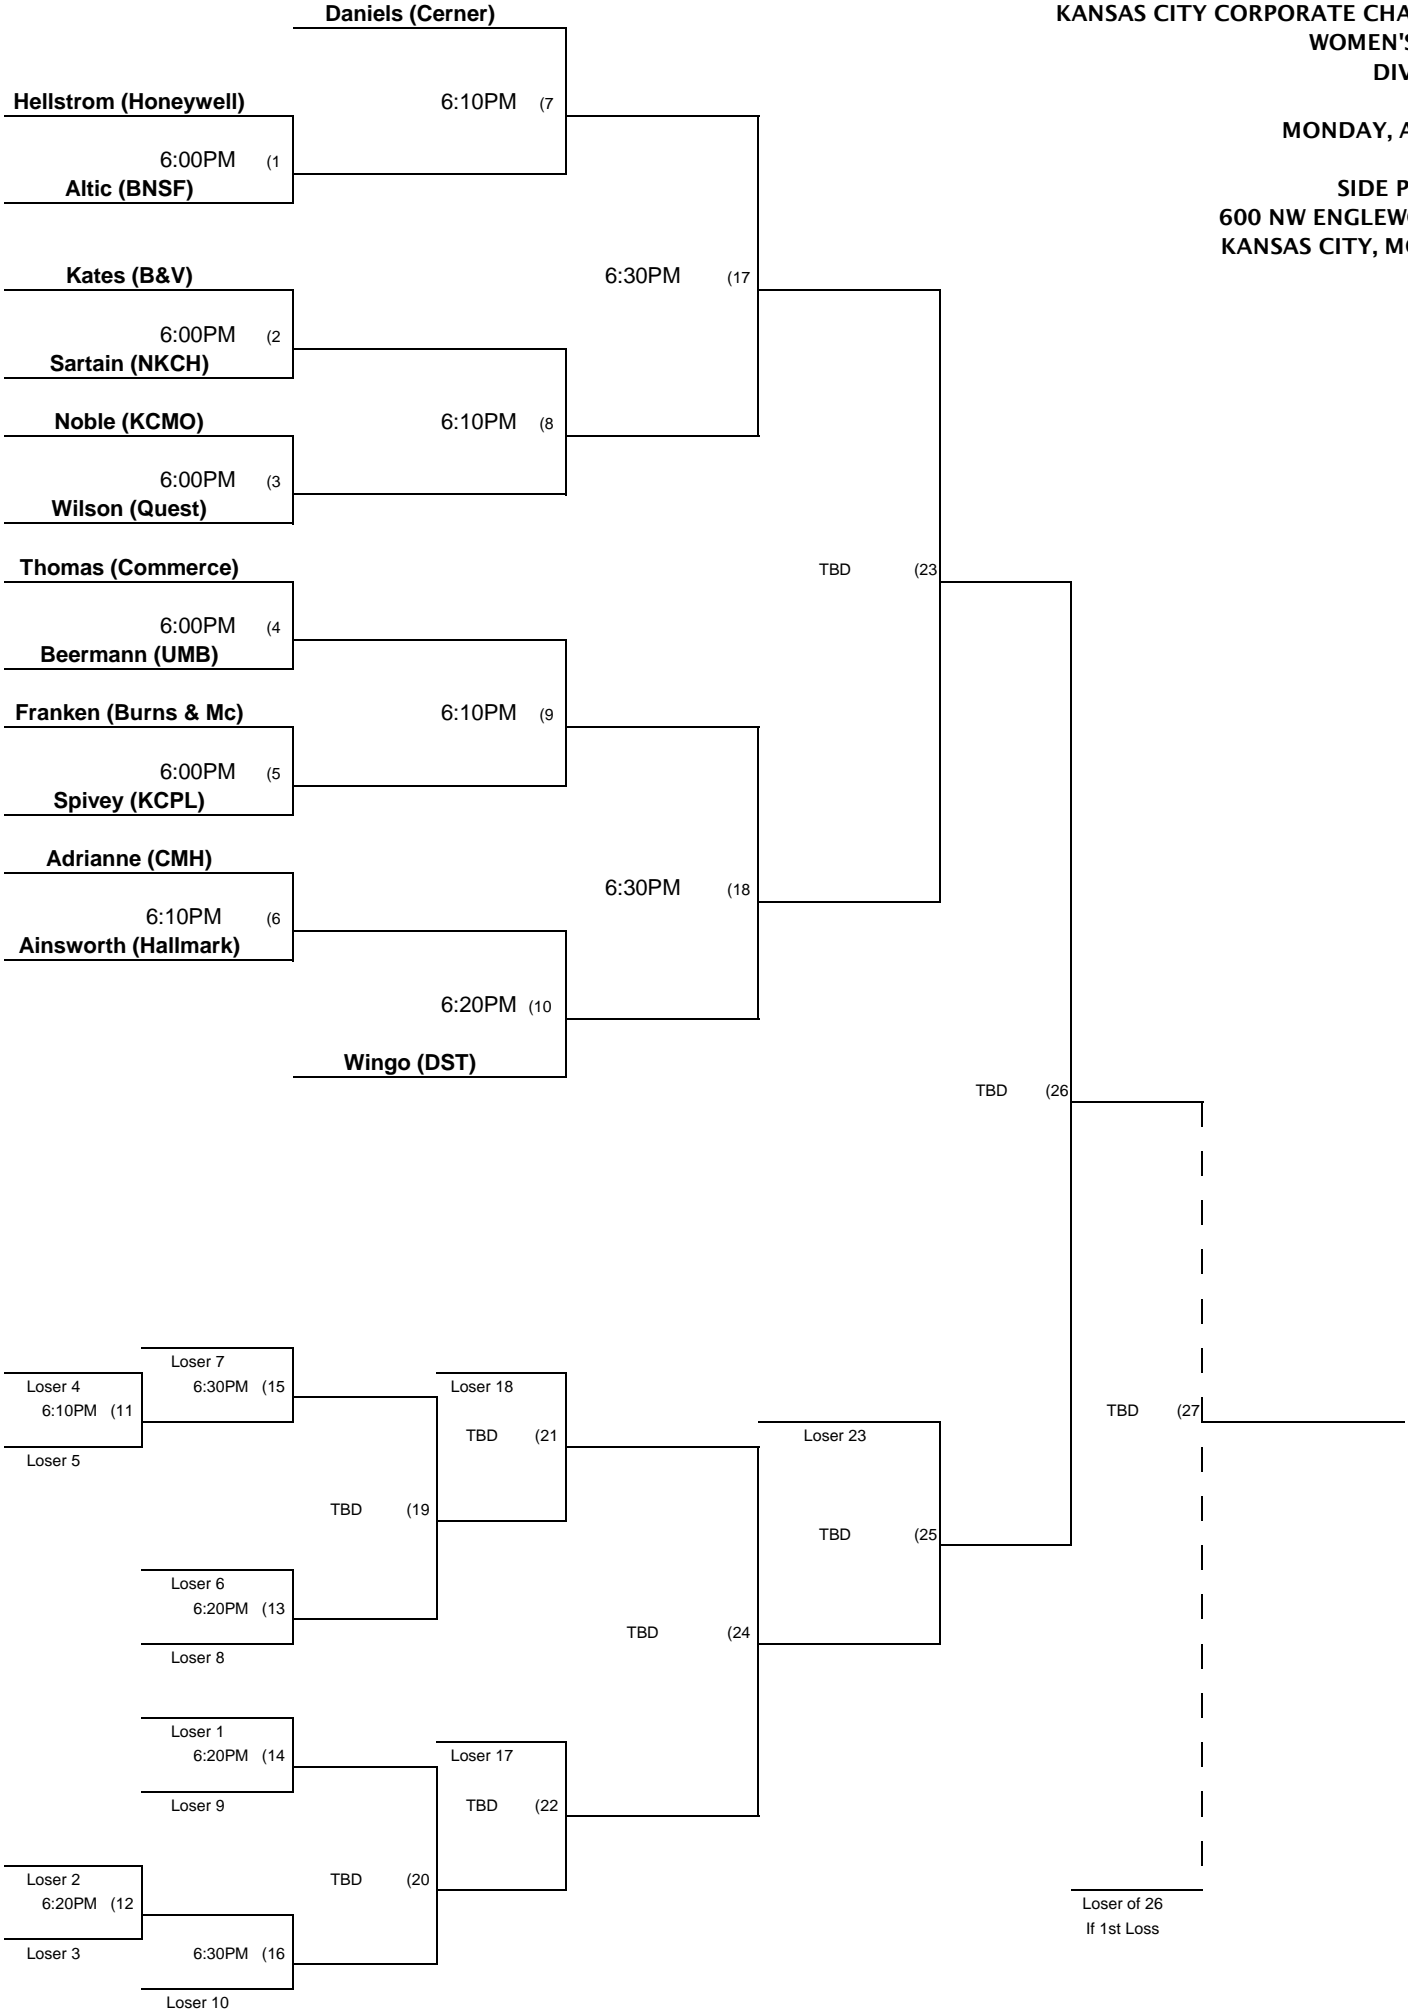 Daniels (Cerner)
KANSAS CITY CORPORATE
WOMEN'S
Hellstrom (Honeywell)
6:10PM (7
MONDAY,
6:00PM (1
Altic (BNSF)
SIDE
600 NW
KANSAS CITY,
Kates (B&V)
6:30PM (17
6:00PM (2
Sartain (NKCH)
Noble (KCMO)
6:10PM (8
6:00PM (3
Wilson (Quest)
Thomas (Commerce)
TBD (23
6:00PM (4
Beermann (UMB)
Franken (Burns & Mc)
6:10PM (9
6:00PM (5
Spivey (KCPL)
Adrianne (CMH)
6:30PM (18
6:10PM (6
Ainsworth (Hallmark)
6:20PM (10
Wingo (DST)
TBD (26
Loser 7
Loser 4
6:30PM (15
Loser 18
6:10PM (11
TBD (27
Loser 5
TBD (21
Loser 23
TBD (19
TBD (25
Loser 6
6:20PM (13
TBD (24
Loser 8
Loser 1
6:20PM (14
Loser 17
Loser 9
TBD (22
Loser 2
TBD (20
6:20PM (12
Loser of 26
If 1st Loss
Loser 3
6:30PM (16
Loser 10